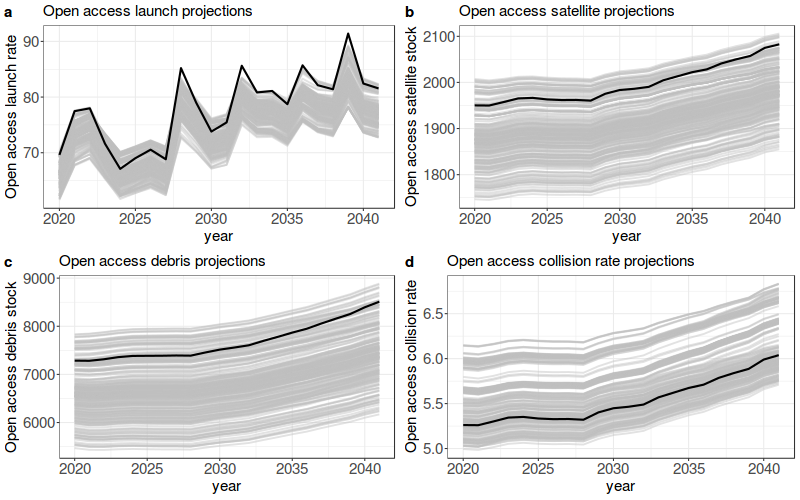 a
Open access launch projections
Open access launch rate
90
80
70
2020
2025
2030
2035
2040
year
b
Open access satellite projections
Open access satellite stock
2100
2000
1900
1800
2020
2025
2030
2035
2040
year
c
Open access debris projections
Open access debris stock
9000
8000
7000
6000
2020
2025
2030
2035
2040
year
d
Open access collision rate projections
Open access collision rate
6.5
6.0
5.5
5.0
2020
2025
2030
2035
2040
year